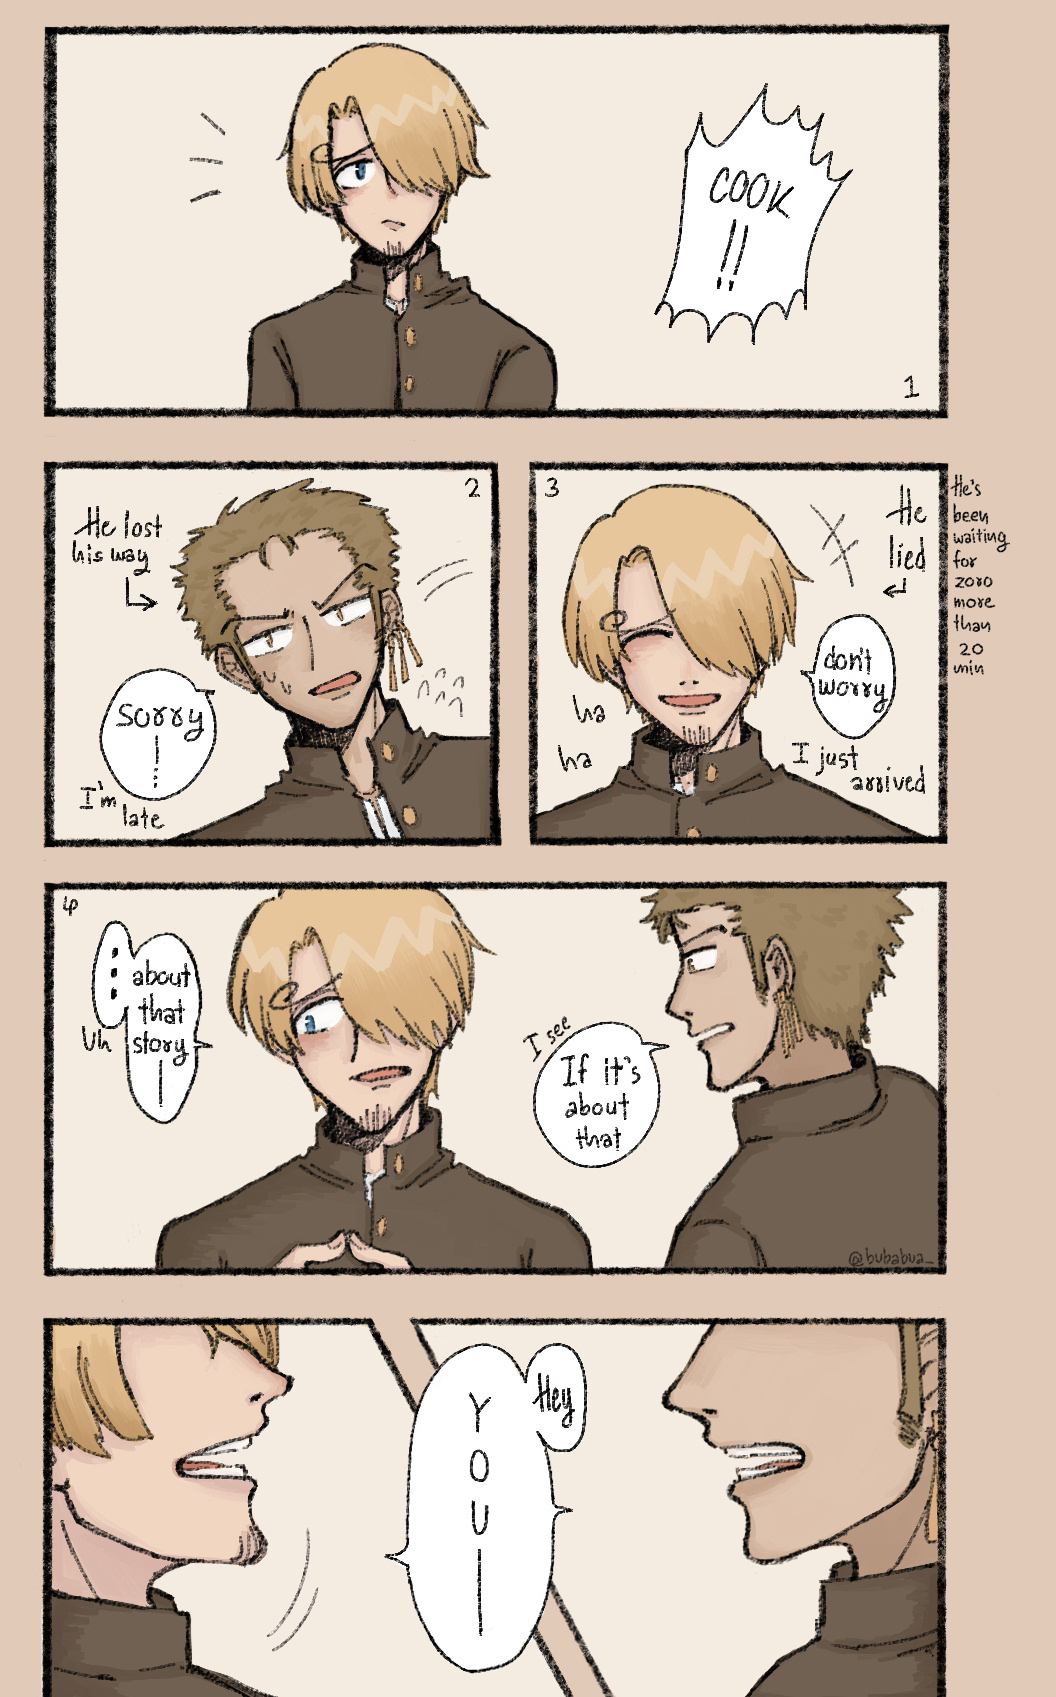 COOK
!!
1
2
He lost
his way
sorry
I'm
late
3
He
lied
He's
been
waiting
for
zoro
more
than
20
min
don't
worry
ha
ha
I just
arrived
4
...
about
that
story
Uh
I see
If it's
about
that
@bubabua_
Hey
YOU